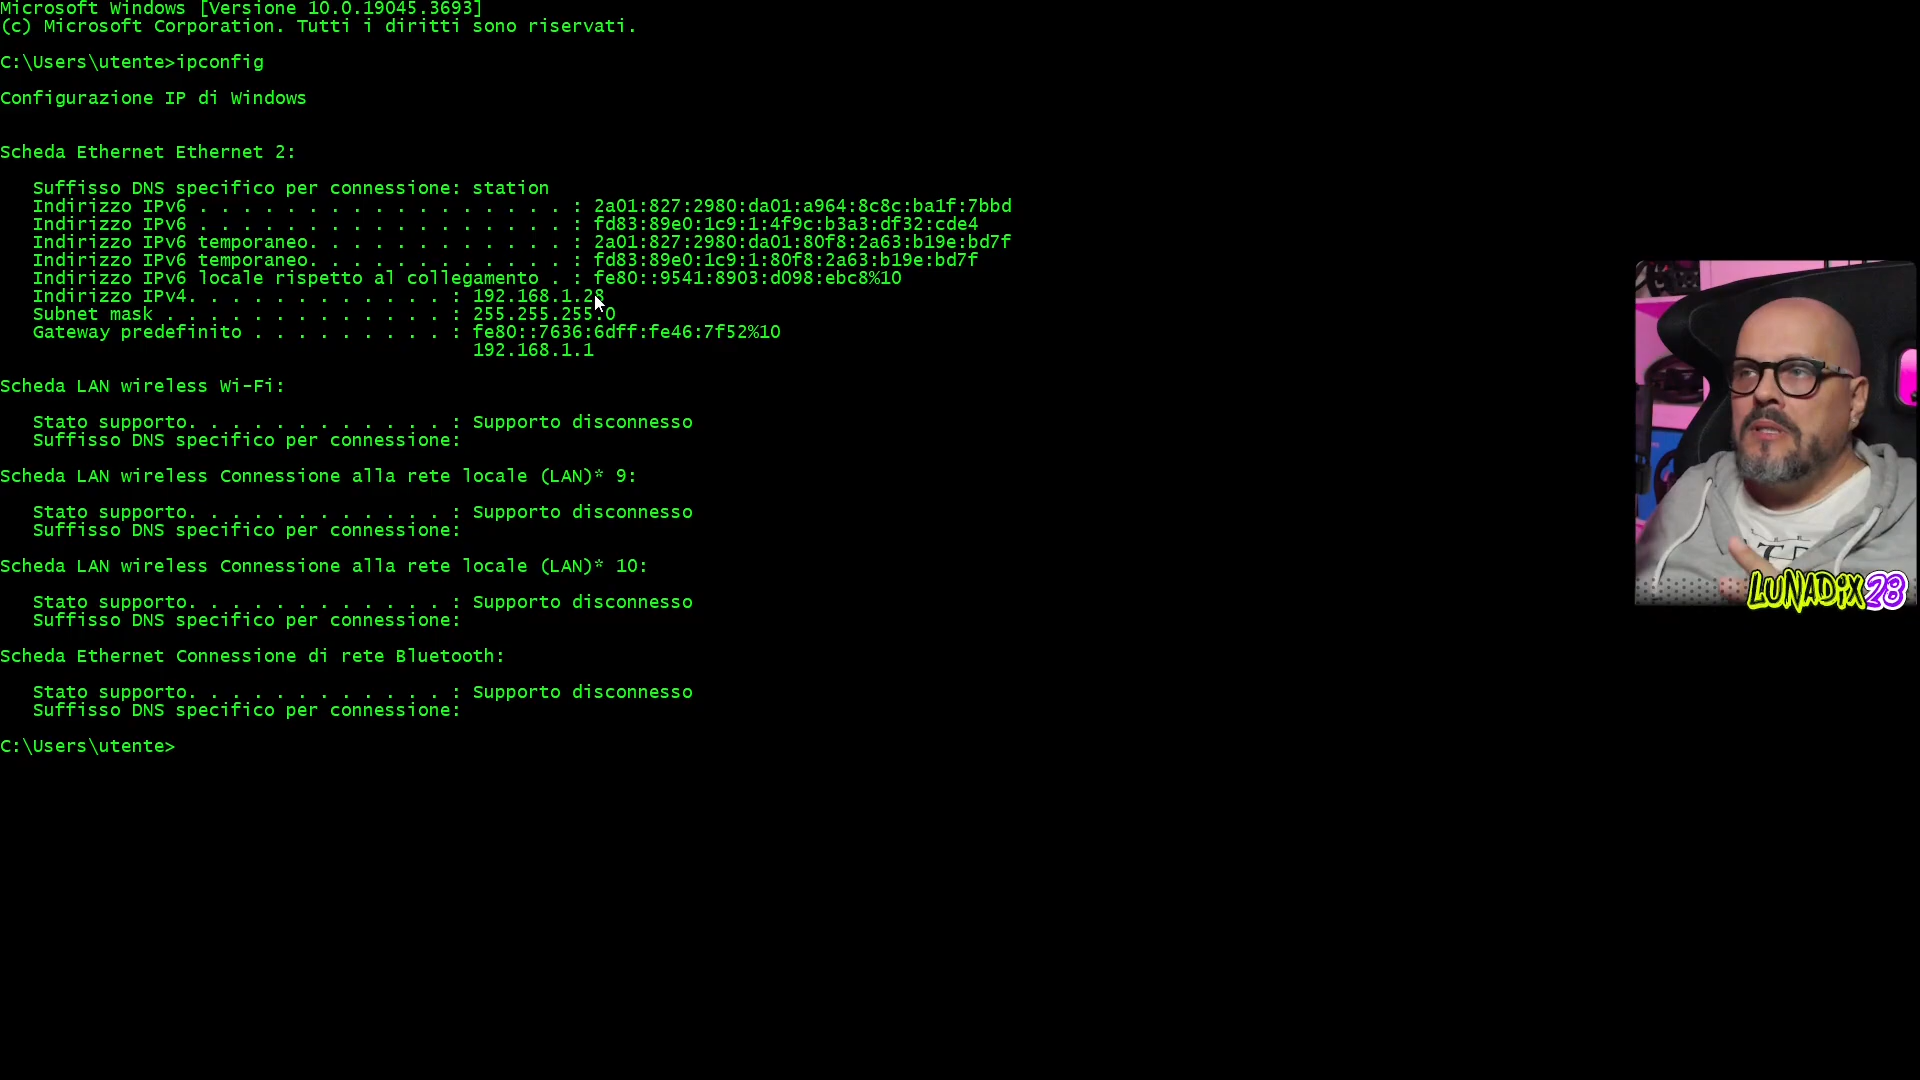 Microsoft Windows [Versione 10.0.19045.3693]
(c) Microsoft Corporation. Tutti i diritti sono riservati.
C:\Users\utente>ipconfig
Configurazione IP di Windows
Scheda Ethernet Ethernet 2:
Suffisso DNS specifico per connessione: station
Indirizzo IPv6 . . . . . . . . . . . . . . . . . : 2a01:827:2980:da01:a964:8c8c:ba1f:7bbd
Indirizzo IPv6 . . . . . . . . . . . . . . . . . : fd83:89e0:1c9:1:4f9c:b3a3:df32:cde4
Indirizzo IPv6 temporaneo. . . . . . . . . . . . : 2a01:827:2980:da01:80f8:2a63:b19e:bd7f
Indirizzo IPv6 temporaneo. . . . . . . . . . . . : fd83:89e0:1c9:1:80f8:2a63:b19e:bd7f
Indirizzo IPv6 locale rispetto al collegamento . : fe80::9541:8903:d098:ebc8%10
Indirizzo IPv4. . . . . . . . . . . . : 192.168.1.28
Subnet mask . . . . . . . . . . . . . : 255.255.255.0
Gateway predefinito . . . . . . . . . : fe80::7636:6dff:fe46:7f52%10
192.168.1.1
Scheda LAN wireless Wi-Fi:
Stato supporto. . . . . . . . . . . . : Supporto disconnesso
Suffisso DNS specifico per connessione:
Scheda LAN wireless Connessione alla rete locale (LAN)* 9:
Stato supporto. . . . . . . . . . . . : Supporto disconnesso
Suffisso DNS specifico per connessione:
Scheda LAN wireless Connessione alla rete locale (LAN)* 10:
Stato supporto. . . . . . . . . . . . : Supporto disconnesso
Suffisso DNS specifico per connessione:
Scheda Ethernet Connessione di rete Bluetooth:
Stato supporto. . . . . . . . . . . . : Supporto disconnesso
Suffisso DNS specifico per connessione:
C:\Users\utente>
LUNADIX28